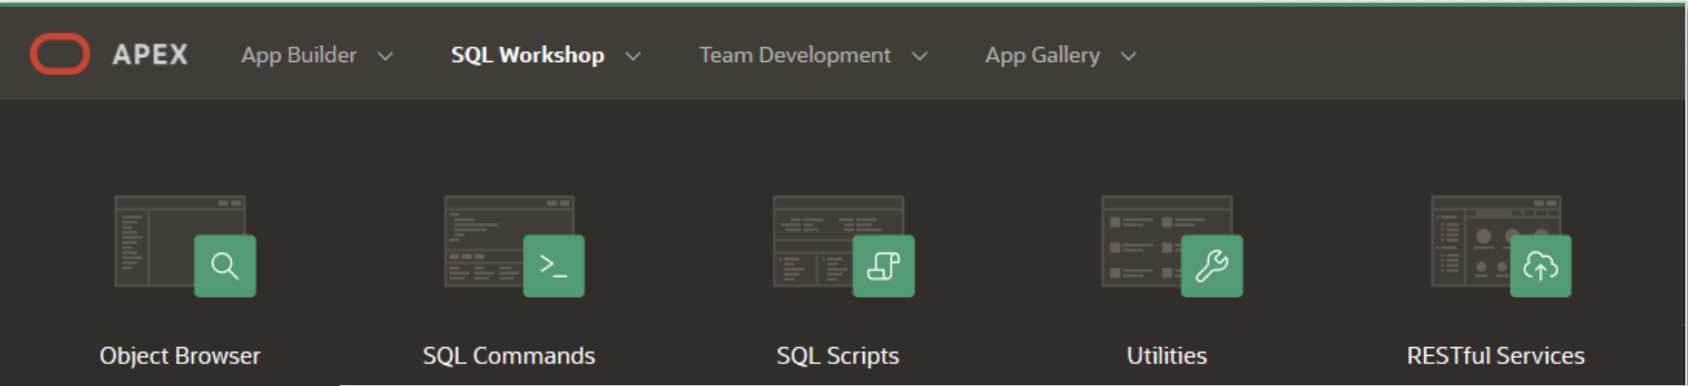 APEX App Builder SQL Workshop Team Development App Gallery
Object Browser SQL Commands SQL Scripts Utilities RESTful Services